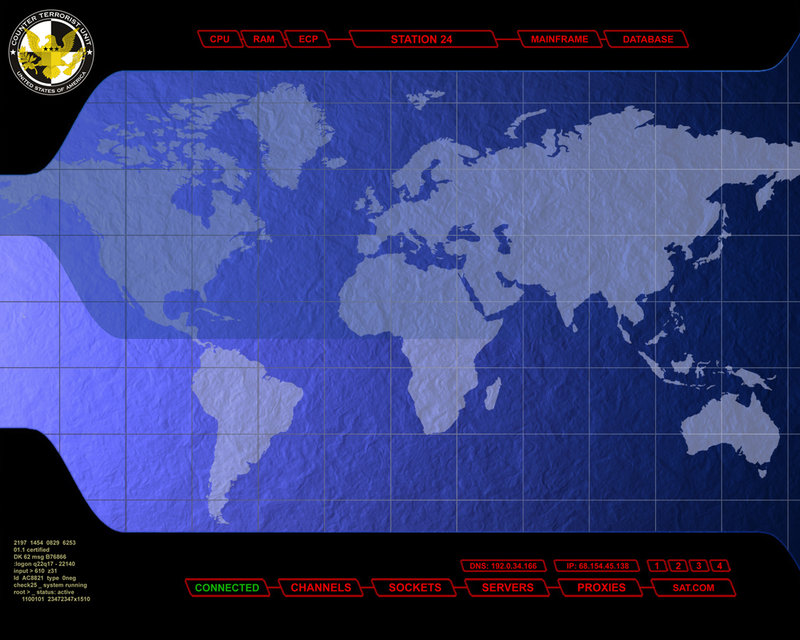 COUNTER TERRORIST UNIT
UNITED STATES OF AMERICA
CPU RAM ECP STATION 24 MAINFRAME DATABASE
2197 1454 0829 6253
01.1 certified
DK 62 msg B76866
:logon q22q17 - 22140
input > 610 z31
Id AC8821 type 0neg
check25 _ system running
root > _ status: active
1100101 23472347x1510
DNS: 192.0.34.166 IP: 68.154.45.138 1 2 3 4
CONNECTED CHANNELS SOCKETS SERVERS PROXIES SAT.COM